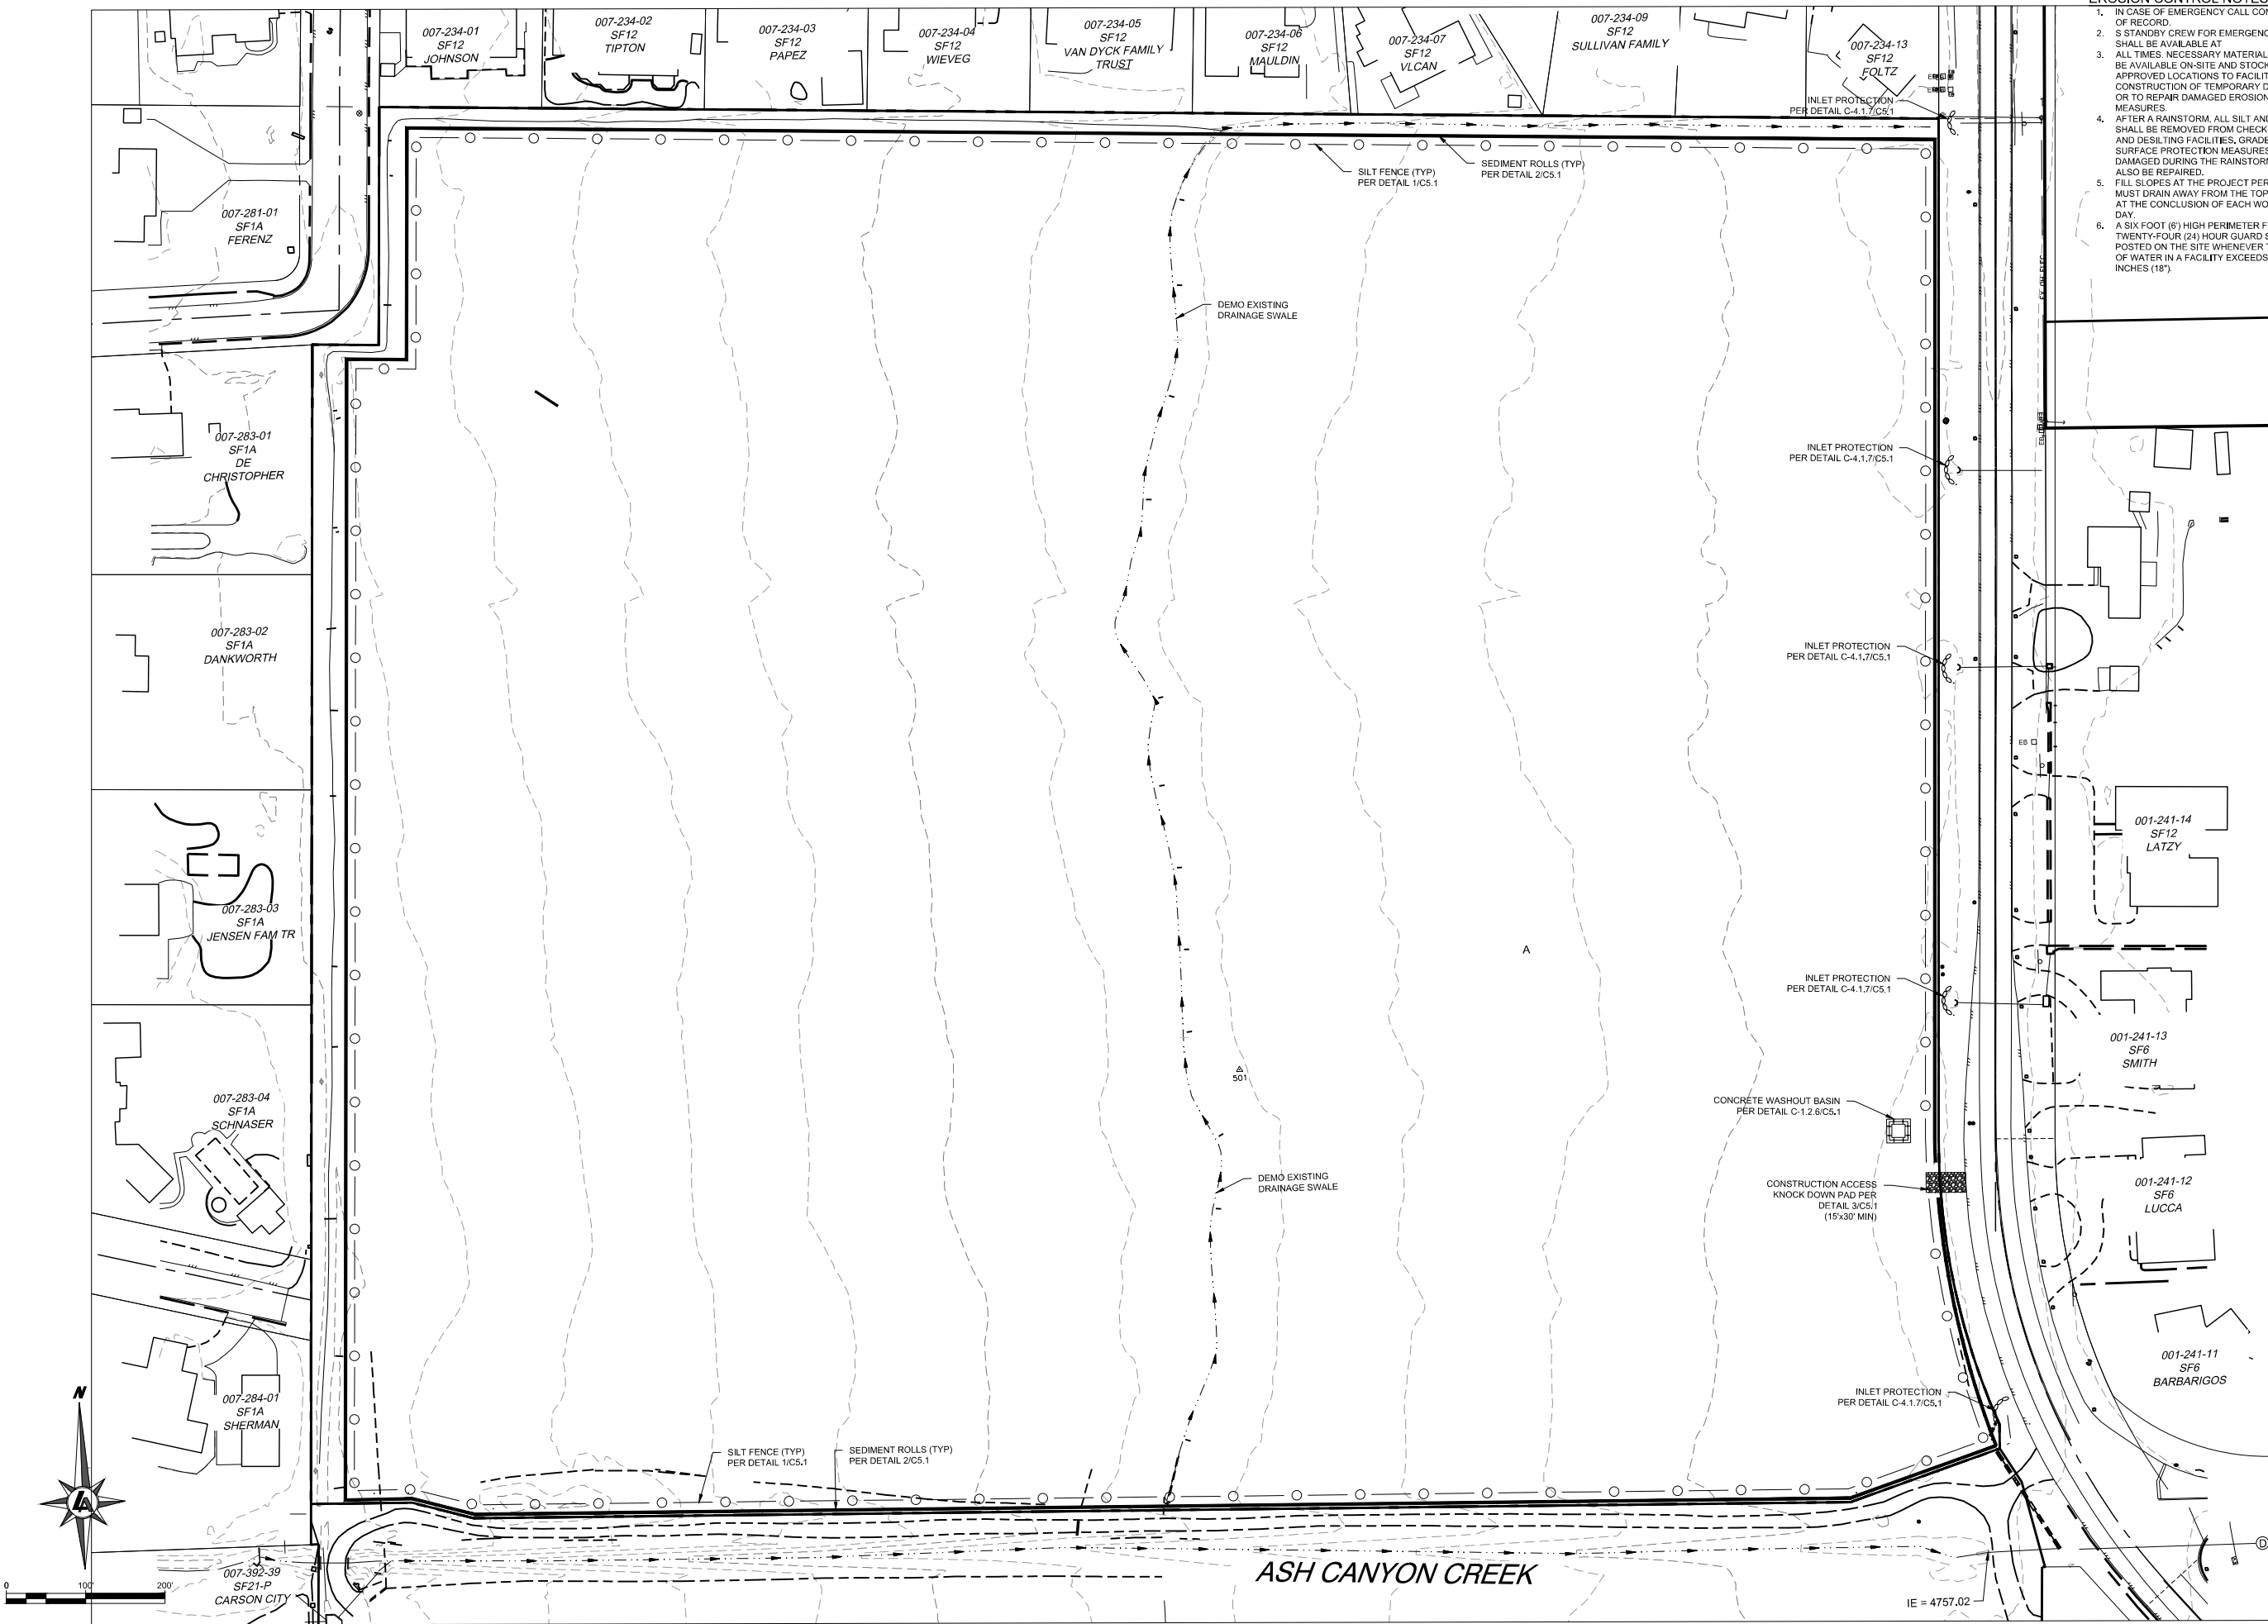 007-234-01
SF12
JOHNSON
007-234-02
SF12
TIPTON
007-234-03
SF12
PAPEZ
007-234-04
SF12
WIEVEG
007-234-05
SF12
VAN DYCK FAMILY
TRUST
007-234-06
SF12
MAULDIN
007-234-07
SF12
VLCAN
007-234-09
SF12
SULLIVAN FAMILY
007-234-13
SF12
FOLTZ
EROSION CONTROL NOTES
1. IN CASE OF EMERGENCY CALL
OF RECORD.
2. S STANDBY CREW FOR
SHALL BE AVAILABLE AT
3. ALL TIMES. NECESSARY
BE AVAILABLE ON-SITE AND
APPROVED LOCATIONS TO
CONSTRUCTION OF TEMPORARY
OR TO REPAIR DAMAGED EROSION
MEASURES.
4. AFTER A RAINSTORM, ALL SILT
SHALL BE REMOVED FROM CHECK
AND DESILTING FACILITIES.
SURFACE PROTECTION MEASURES
DAMAGED DURING THE
ALSO BE REPAIRED.
5. FILL SLOPES AT THE PROJECT
MUST DRAIN AWAY FROM THE TOP
AT THE CONCLUSION OF EACH
DAY.
6. A SIX FOOT (6') HIGH PERIMETER
TWENTY-FOUR (24) HOUR GUARD
POSTED ON THE SITE WHENEVER
OF WATER IN A FACILITY EXCEEDS
INCHES (18").
INLET PROTECTION
PER DETAIL C-4.1.7/C5.1
SILT FENCE (TYP)
PER DETAIL 1/C5.1
SEDIMENT ROLLS (TYP)
PER DETAIL 2/C5.1
007-281-01
SF1A
FERENZ
DEMO EXISTING
DRAINAGE SWALE
007-283-01
SF1A
DE
CHRISTOPHER
INLET PROTECTION
PER DETAIL C-4.1.7/C5.1
007-283-02
SF1A
DANKWORTH
INLET PROTECTION
PER DETAIL C-4.1.7/C5.1
EB
001-241-14
SF12
LATZY
007-283-03
SF1A
JENSEN FAM TR
A
INLET PROTECTION
PER DETAIL C-4.1.7/C5.1
001-241-13
SF6
SMITH
501
007-283-04
SF1A
SCHNASER
CONCRETE WASHOUT BASIN
PER DETAIL C-1.2.6/C5.1
DEMO EXISTING
DRAINAGE SWALE
CONSTRUCTION ACCESS
KNOCK DOWN PAD PER
DETAIL 3/C5.1
(15'x30' MIN)
001-241-12
SF6
LUCCA
001-241-11
SF6
BARBARIGOS
INLET PROTECTION
PER DETAIL C-4.1.7/C5.1
007-284-01
SF1A
SHERMAN
N
SILT FENCE (TYP)
PER DETAIL 1/C5.1
SEDIMENT ROLLS (TYP)
PER DETAIL 2/C5.1
D
007-392-39
SF21-P
CARSON CITY
0 100' 200'
ASH CANYON CREEK
IE = 4757.02